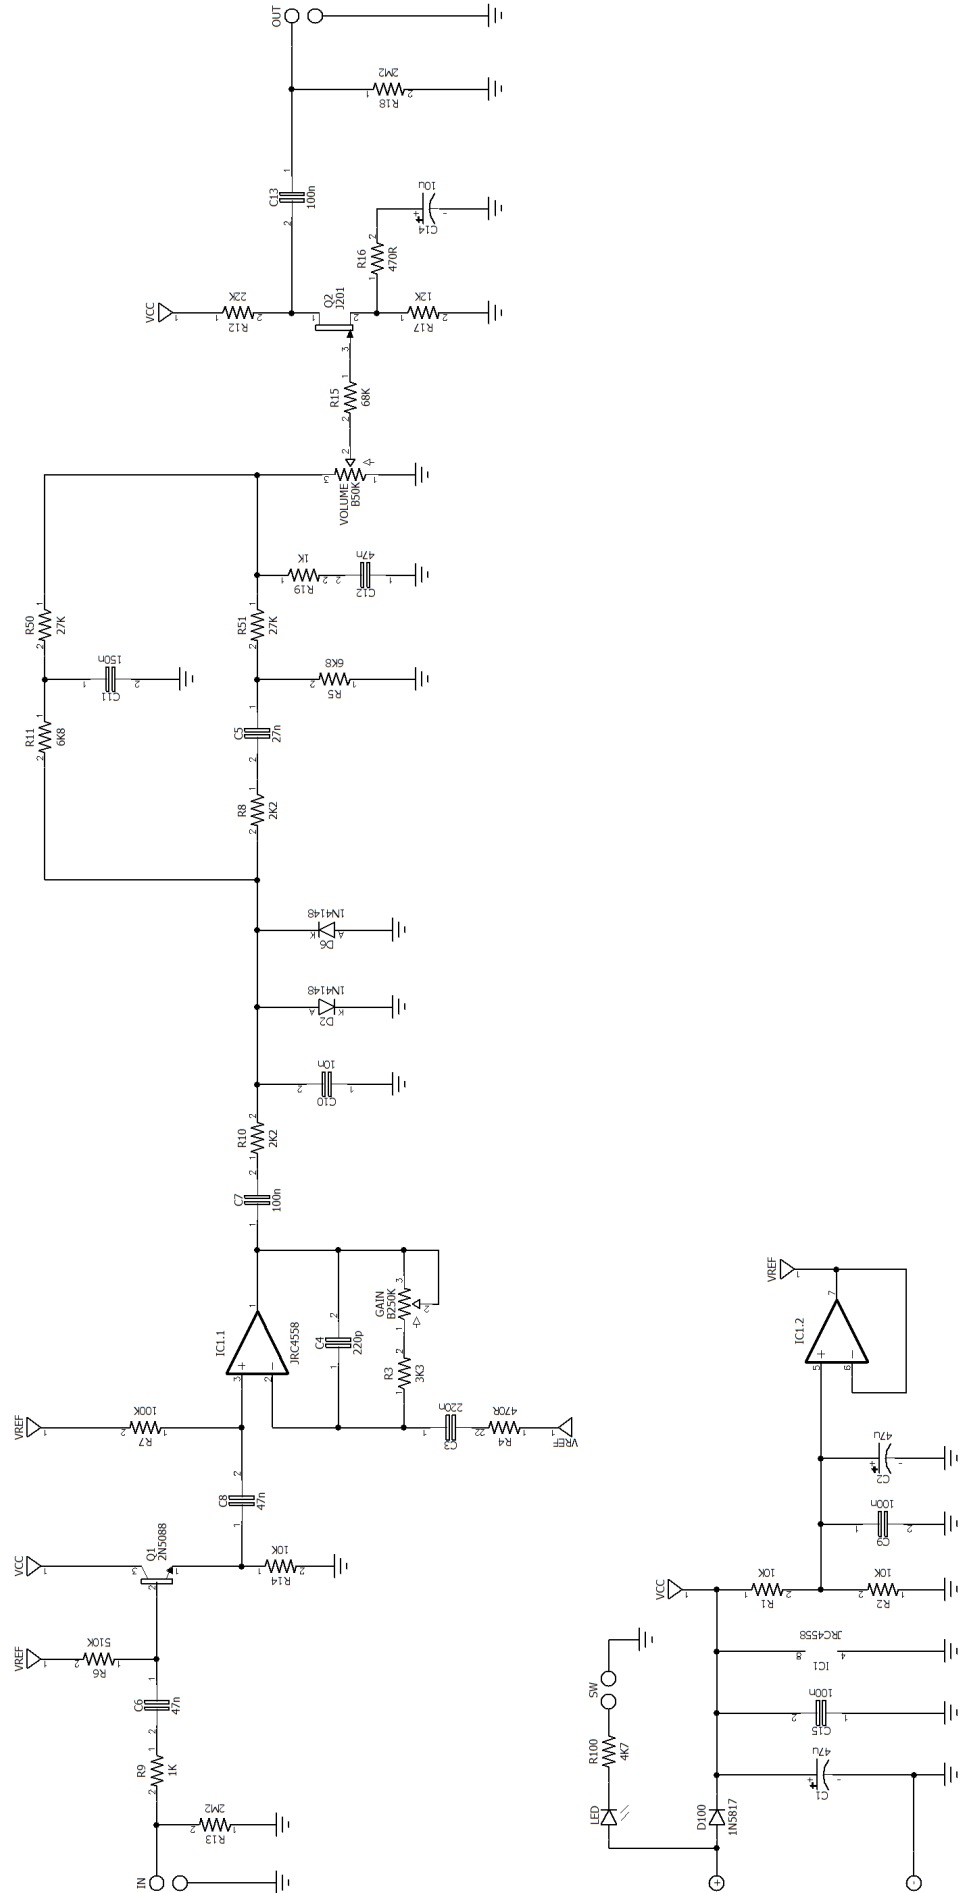 OUT
2M2
R18
C13
100n
10u
C14
R16
470R
VCC
22K
R12
Q2
J201
12K
R17
R15
68K
VOLUME
B50K
R50
27K
1K
R19
47n
C12
R51
27K
150n
C11
6K8
R5
R11
6K8
C5
27n
R8
2K2
1N4148
D6
1N4148
D2
10n
C10
R10
2K2
C7
100n
IC1.1
JRC4558
C4
220p
GAIN
B250K
R3
3K3
220n
C3
470R
R4
VREF
VREF
100K
R7
C8
47n
VCC
Q1
2N5088
10K
R14
VREF
510K
R6
C6
47n
R9
1K
2M2
R13
IN
VREF
IC1.2
47u
C2
100n
C9
VCC
10K
R1
10K
R2
JRC4558
IC1
SW
R100
4K7
LED
100n
C15
47u
C1
D100
1N5817